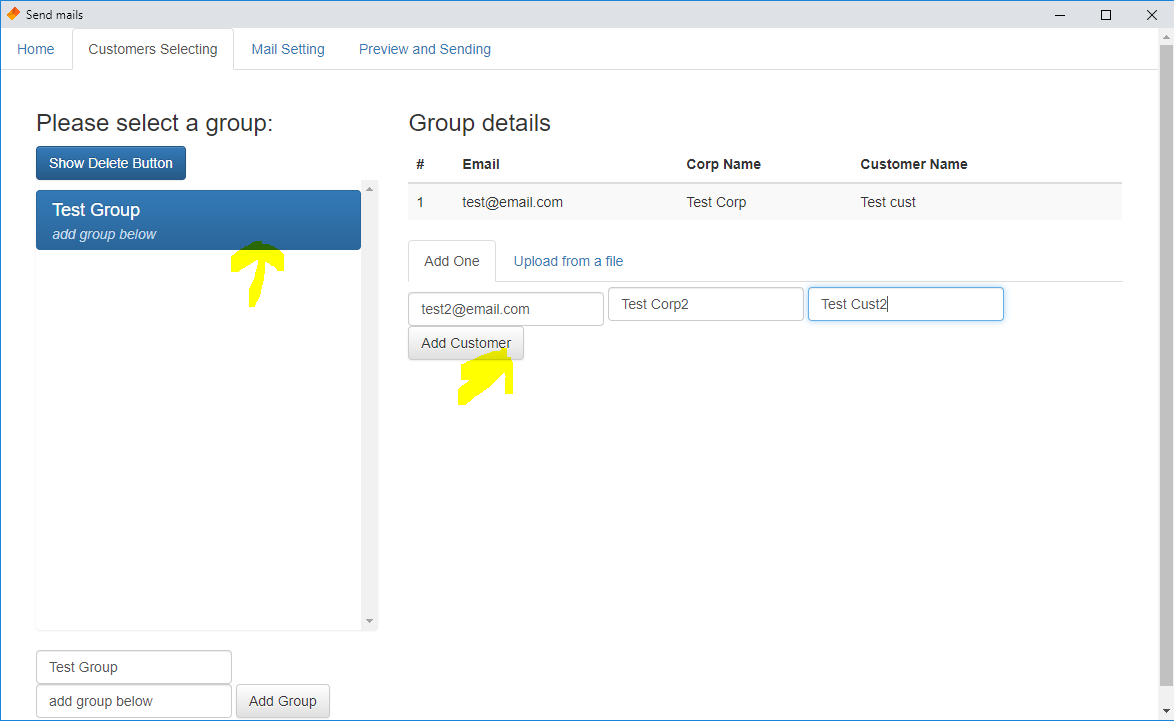 Send mails
Home Customers Selecting Mail Setting Preview and Sending
Please select a group:
Show Delete Button
Test Group
add group below
Group details
# Email Corp Name Customer Name
1 test@email.com Test Corp Test cust
Add One Upload from a file
test2@email.com Test Corp2 Test Cust2
Add Customer
Test Group
add group below Add Group